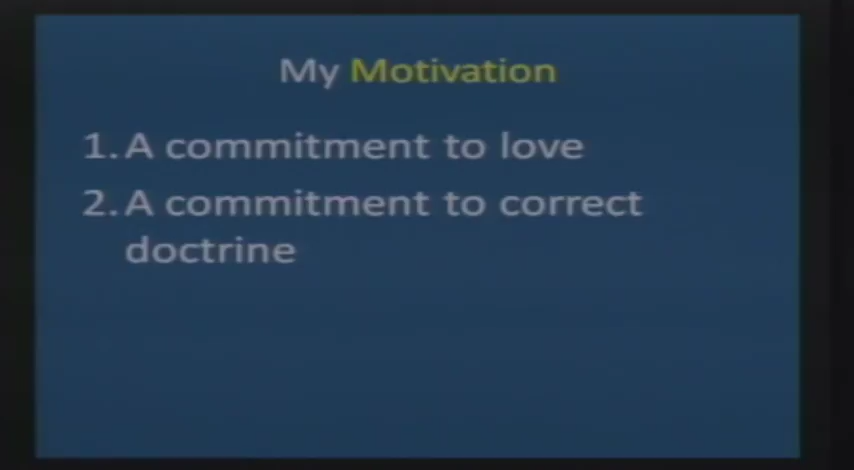 My Motivation
1. A commitment to love
2. A commitment to correct
doctrine